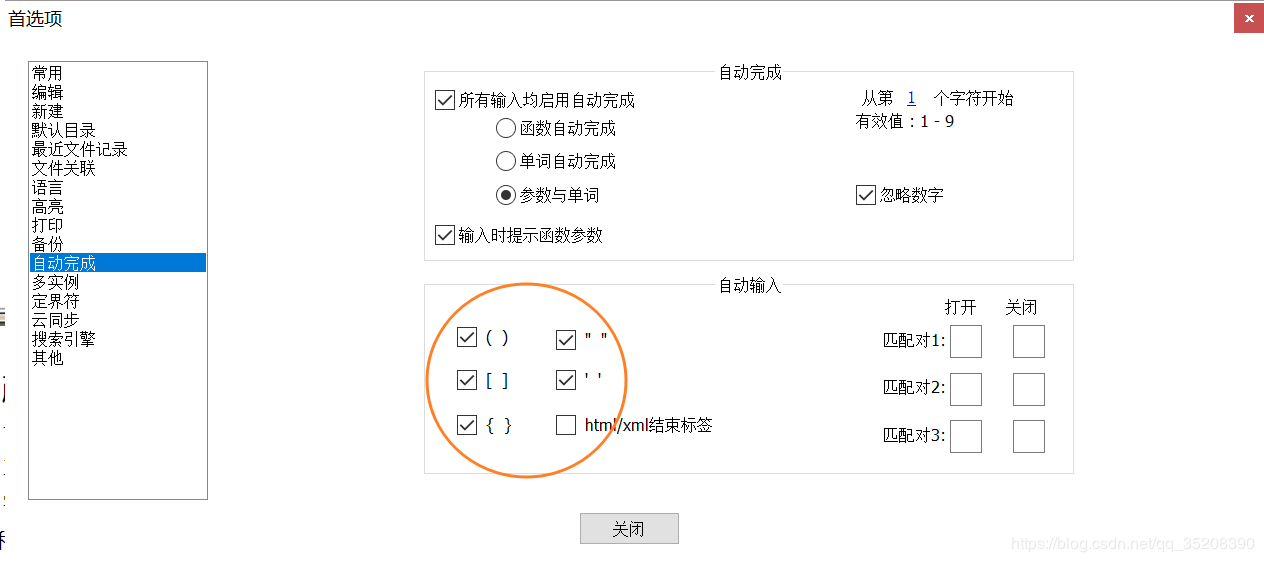 首选项
常用
编辑
新建
默认目录
最近文件记录
文件关联
语言
高亮
打印
备份
自动完成
多实例
定界符
云同步
搜索引擎
其他
自动完成
所有输入均启用自动完成
从第 1 个字符开始
函数自动完成
有效值：1 - 9
单词自动完成
参数与单词
忽略数字
输入时提示函数参数
自动输入
打开 关闭
( ) " "
匹配对1:
[ ] ' '
匹配对2:
{ } html/xml结束标签
匹配对3:
关闭
https://blog.csdn.net/qq_35208390